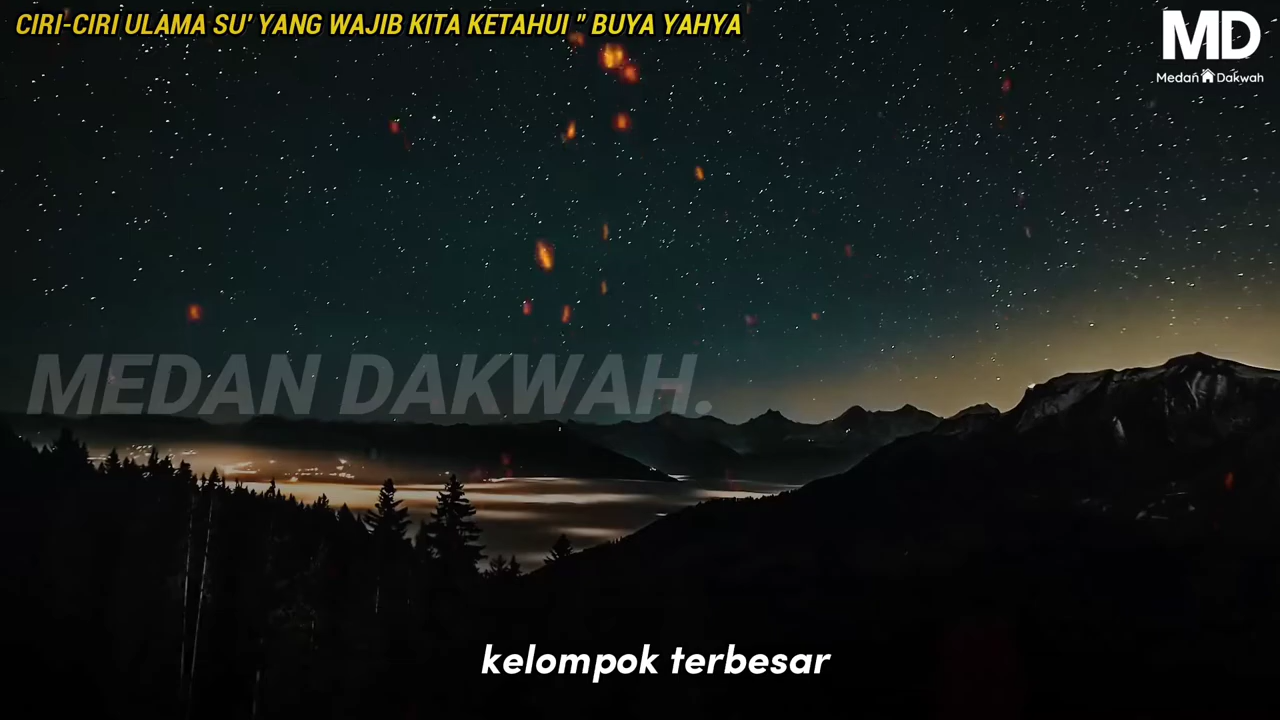 CIRI-CIRI ULAMA SU' YANG WAJIB KITA KETAHUI " BUYA YAHYA
MD
Medan Dakwah
MEDAN DAKWAH.
kelompok terbesar